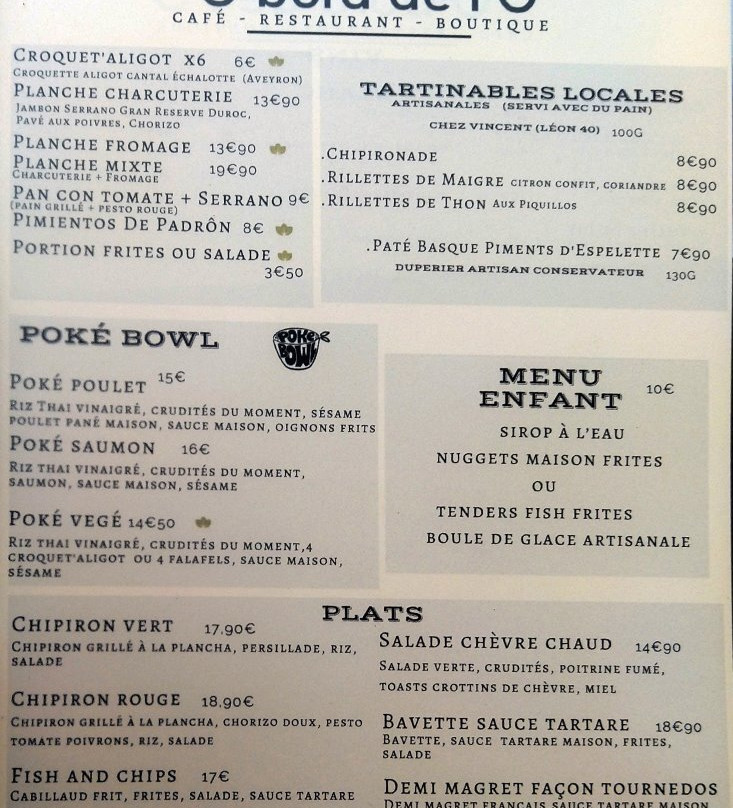 O bord de l'O
CAFÉ - RESTAURANT - BOUTIQUE
CROQUET'ALIGOT X6 6€
CROQUETTE ALIGOT CANTAL ÉCHALOTTE (AVEYRON)
PLANCHE CHARCUTERIE 13€90
JAMBON SERRANO GRAN RESERVE DUROC,
PAVÉ AUX POIVRES, CHORIZO
PLANCHE FROMAGE 13€90
PLANCHE MIXTE 19€90
CHARCUTERIE + FROMAGE
PAN CON TOMATE + SERRANO 9€
(PAIN GRILLÉ + PESTO ROUGE)
PIMIENTOS DE PADRÔN 8€
PORTION FRITES OU SALADE
3€50
TARTINABLES LOCALES
ARTISANALES (SERVI AVEC DU PAIN)
CHEZ VINCENT (LÉON 40) 100G
.CHIPIRONADE 8€90
.RILLETTES DE MAIGRE CITRON CONFIT, CORIANDRE 8€90
.RILLETTES DE THON AUX PIQUILLOS 8€90
.PATÉ BASQUE PIMENTS D'ESPELETTE 7€90
DUPERIER ARTISAN CONSERVATEUR 130G
POKÉ BOWL
POKE BOWL
POKÉ POULET 15€
RIZ THAI VINAIGRÉ, CRUDITÉS DU MOMENT, SÉSAME
POULET PANÉ MAISON, SAUCE MAISON, OIGNONS FRITS
POKÉ SAUMON 16€
RIZ THAI VINAIGRÉ, CRUDITÉS DU MOMENT,
SAUMON, SAUCE MAISON, SÉSAME
POKÉ VEGÉ 14€50
RIZ THAI VINAIGRÉ, CRUDITÉS DU MOMENT,4
CROQUET'ALIGOT OU 4 FALAFELS, SAUCE MAISON,
SÉSAME
MENU
ENFANT 10€
SIROP À L'EAU
NUGGETS MAISON FRITES
OU
TENDERS FISH FRITES
BOULE DE GLACE ARTISANALE
PLATS
CHIPIRON VERT 17,90€
CHIPIRON GRILLÉ À LA PLANCHA, PERSILLADE, RIZ,
SALADE
CHIPIRON ROUGE 18,90€
CHIPIRON GRILLÉ À LA PLANCHA, CHORIZO DOUX, PESTO
TOMATE POIVRONS, RIZ, SALADE
FISH AND CHIPS 17€
CABILLAUD FRIT, FRITES, SALADE, SAUCE TARTARE
SALADE CHÈVRE CHAUD 14€90
SALADE VERTE, CRUDITÉS, POITRINE FUMÉ,
TOASTS CROTTINS DE CHÈVRE, MIEL
BAVETTE SAUCE TARTARE 18€90
BAVETTE, SAUCE TARTARE MAISON, FRITES,
SALADE
DEMI MAGRET FAÇON TOURNEDOS
DEMI MAGRET FRANÇAIS SAUCE TARTARE MAISON